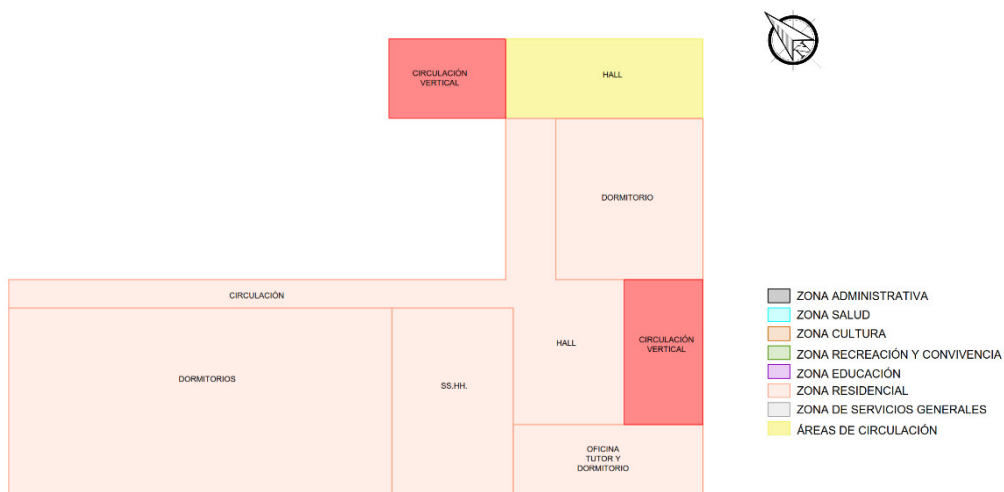 CIRCULACIÓN
VERTICAL
HALL
DORMITORIO
CIRCULACIÓN
HALL
CIRCULACIÓN
VERTICAL
DORMITORIOS
SS.HH.
OFICINA
TUTOR Y
DORMITORIO
ZONA ADMINISTRATIVA
ZONA SALUD
ZONA CULTURA
ZONA RECREACIÓN Y CONVIVENCIA
ZONA EDUCACIÓN
ZONA RESIDENCIAL
ZONA DE SERVICIOS GENERALES
ÁREAS DE CIRCULACIÓN